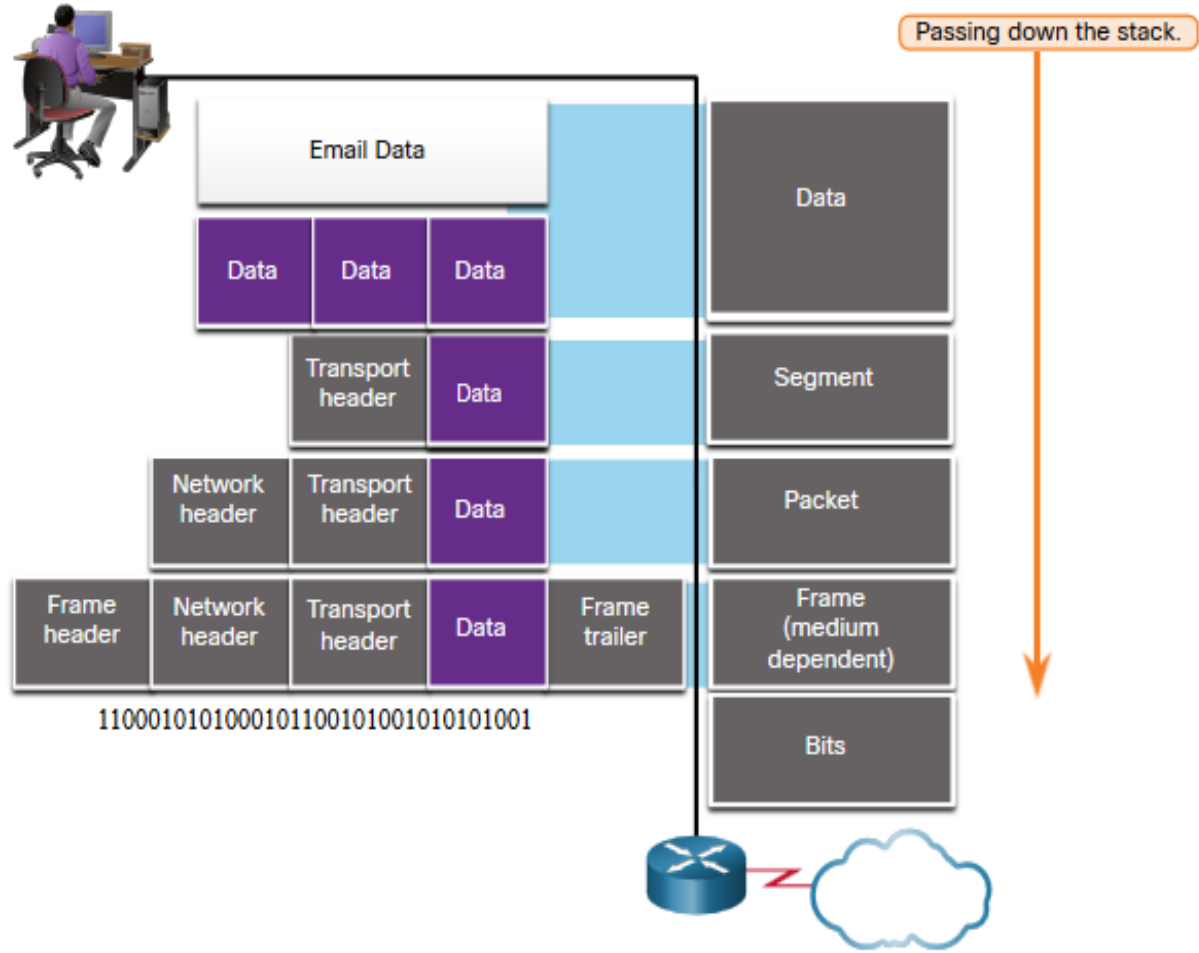 Passing down the stack.
Email Data
Data
Data
Data
Data
Transport
header
Data
Segment
Network
header
Transport
header
Data
Packet
Frame
header
Network
header
Transport
header
Data
Frame
trailer
Frame
(medium
dependent)
1100010101000101100101001010101001
Bits